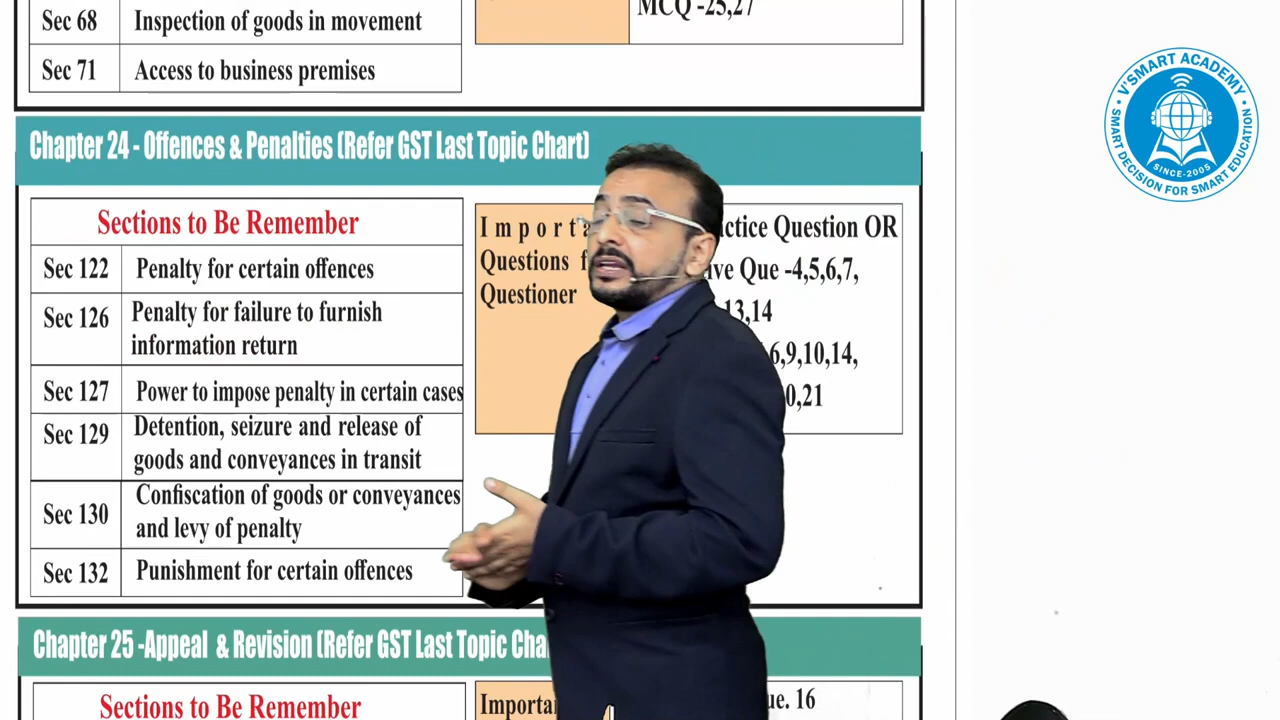 Sec 68 Inspection of goods in movement
Sec 71 Access to business premises
MCQ -25,27
Chapter 24 - Offences & Penalties (Refer GST Last Topic Chart)
Sections to Be Remember
Sec 122 Penalty for certain offences
Sec 126 Penalty for failure to furnish
information return
Sec 127 Power to impose penalty in certain cases
Sec 129 Detention, seizure and release of
goods and conveyances in transit
Sec 130 Confiscation of goods or conveyances
and levy of penalty
Sec 132 Punishment for certain offences
Questions
Questioner
Question OR
Que -4,5,6,7,
13,14
6,9,10,14,
21
Chapter 25 -Appeal & Revision (Refer GST Last Topic
Sections to Be Remember
16
V'SMART ACADEMY
SINCE-2005
SMART DECISION FOR SMART EDUCATION